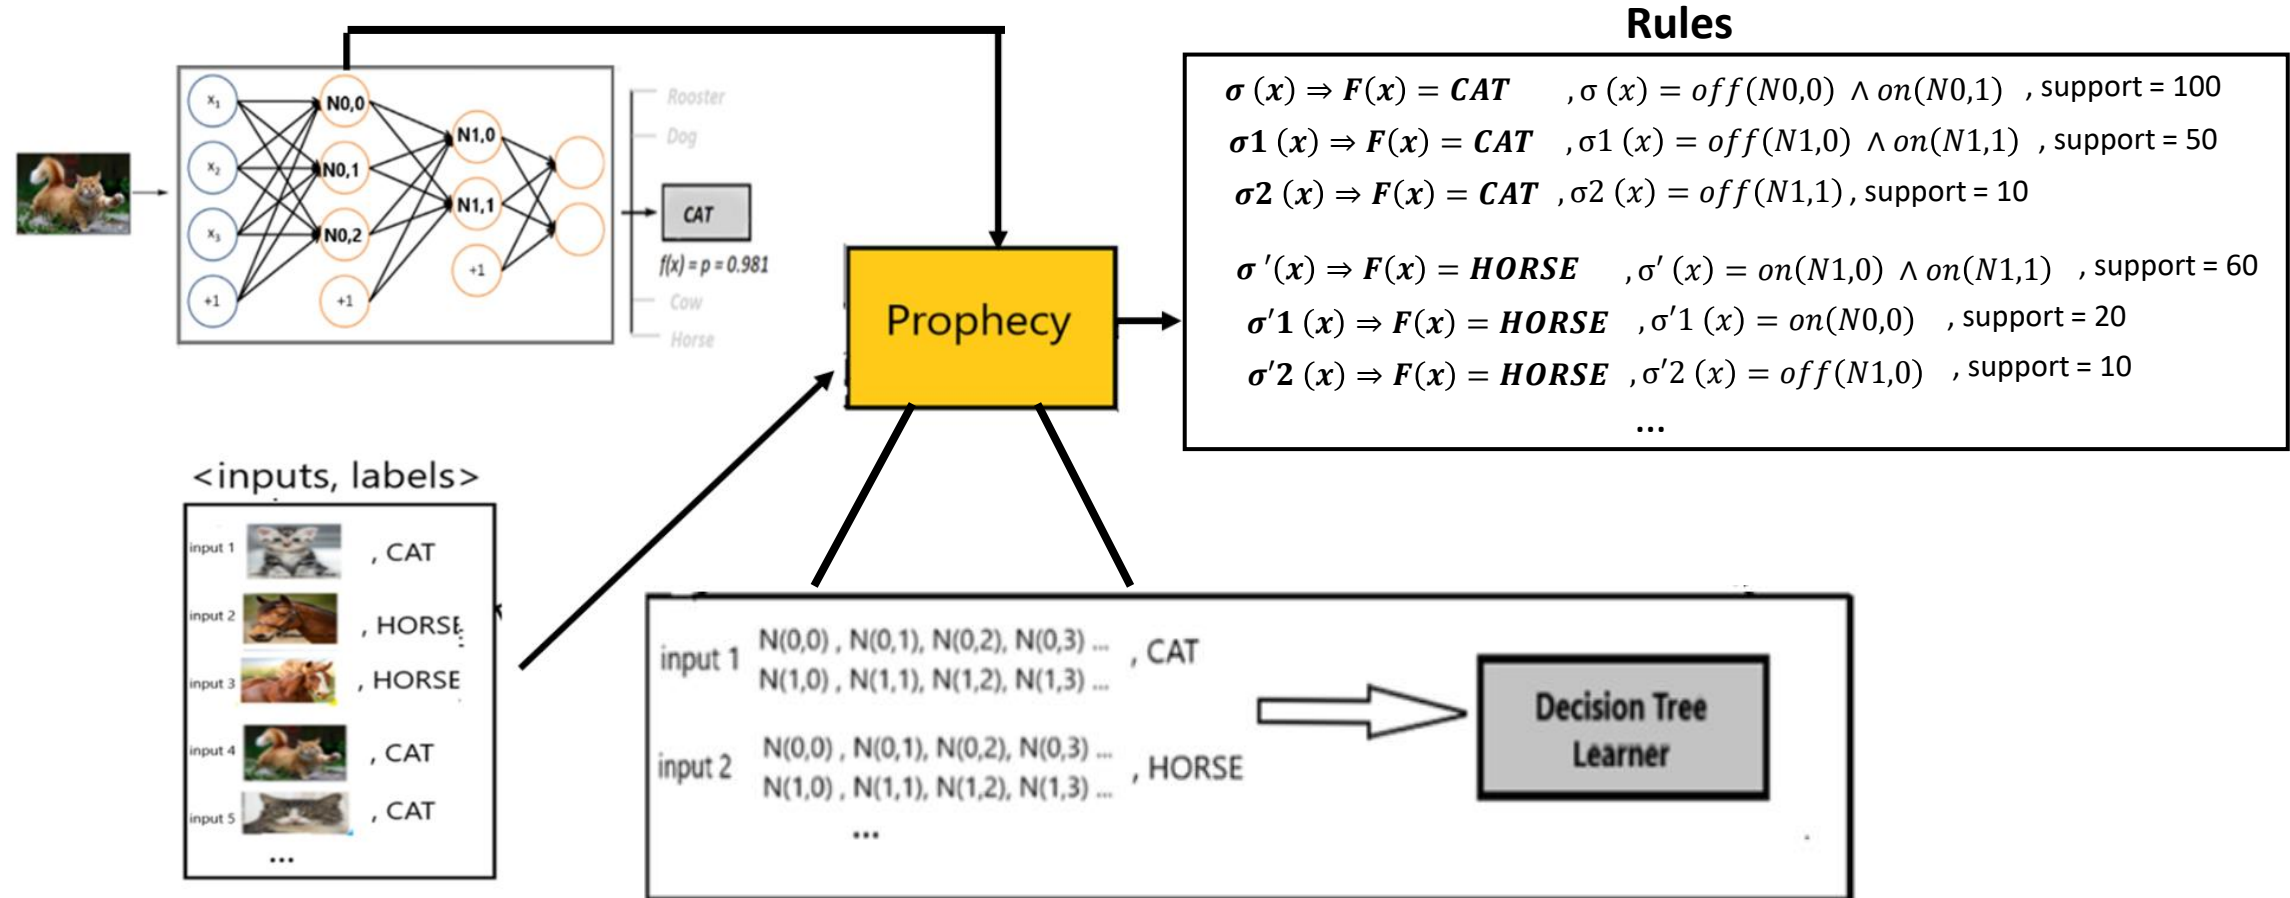 Rules
x₁
x₂
x₃
+1
N0,0
N0,1
N0,2
+1
N1,0
N1,1
+1
Rooster
Dog
CAT
f(x) = p = 0.981
Cow
Horse
Prophecy
σ (x) ⇒ F(x) = CAT , σ (x) = off(N0,0) ∧ on(N0,1) , support = 100
σ1 (x) ⇒ F(x) = CAT , σ1 (x) = off(N1,0) ∧ on(N1,1) , support = 50
σ2 (x) ⇒ F(x) = CAT , σ2 (x) = off(N1,1) , support = 10
σ ′(x) ⇒ F(x) = HORSE , σ′ (x) = on(N1,0) ∧ on(N1,1) , support = 60
σ′1 (x) ⇒ F(x) = HORSE , σ′1 (x) = on(N0,0) , support = 20
σ′2 (x) ⇒ F(x) = HORSE , σ′2 (x) = off(N1,0) , support = 10
...
<inputs, labels>
input 1 , CAT
input 2 , HORSE
input 3 , HORSE
input 4 , CAT
input 5 , CAT
...
input 1 N(0,0) , N(0,1), N(0,2), N(0,3) ... , CAT
N(1,0) , N(1,1), N(1,2), N(1,3) ...
input 2 N(0,0) , N(0,1), N(0,2), N(0,3) ... , HORSE
N(1,0) , N(1,1), N(1,2), N(1,3) ...
...
Decision Tree
Learner